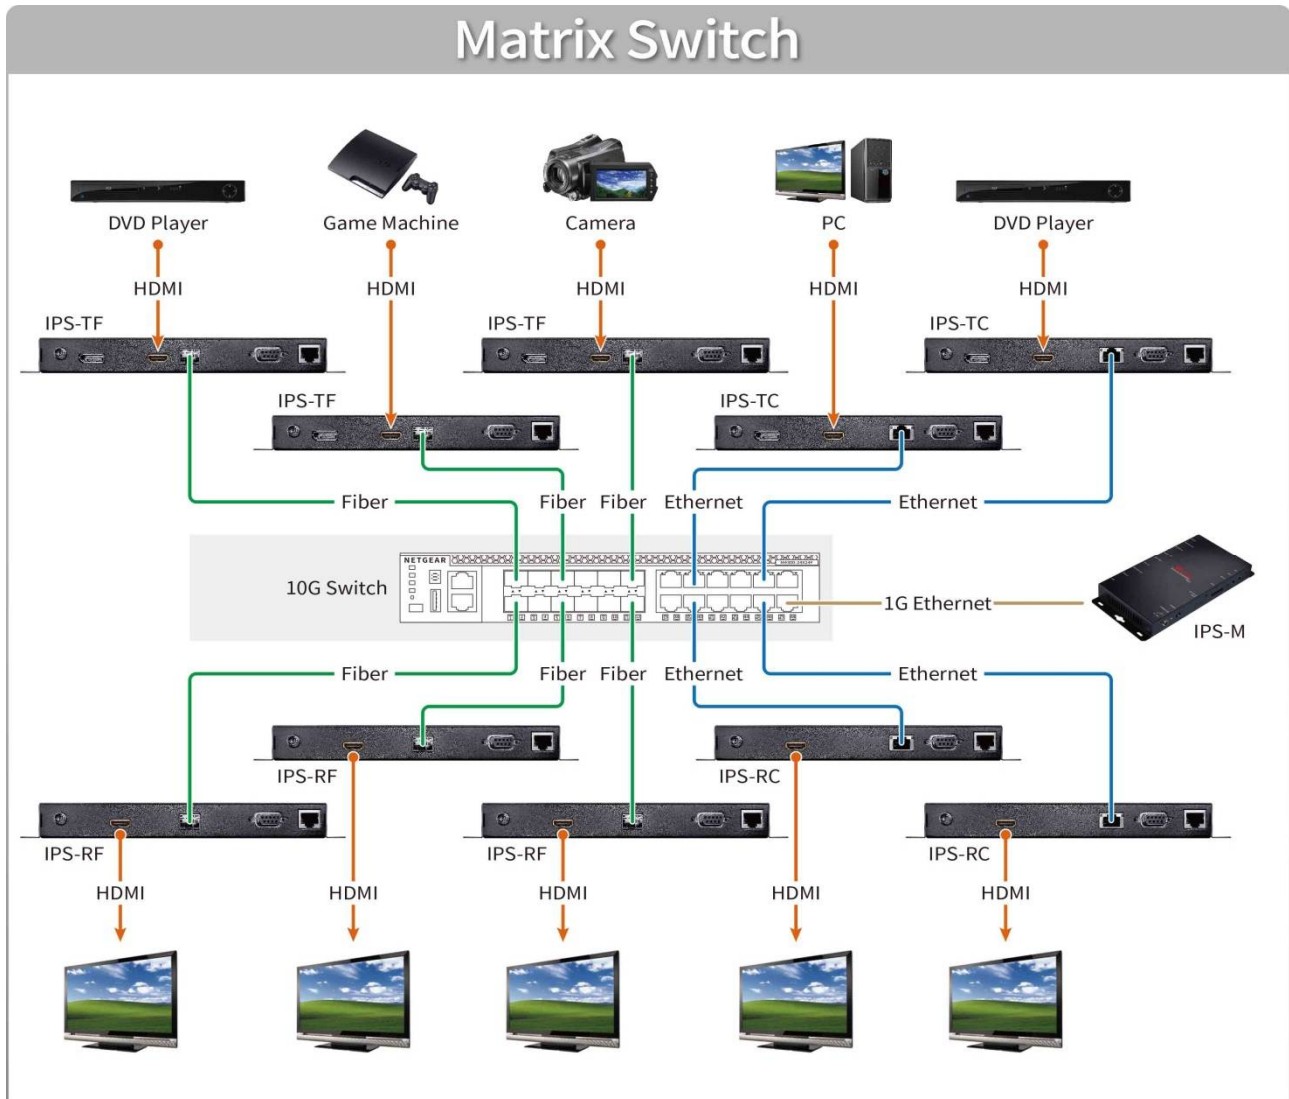 Matrix Switch
DVD Player
Game Machine
Camera
PC
DVD Player
HDMI
HDMI
HDMI
HDMI
HDMI
IPS-TF
IPS-TF
IPS-TC
IPS-TF
IPS-TC
Fiber
Fiber
Fiber
Ethernet
Ethernet
NETGEAR
10G Switch
1G Ethernet
IPS-M
Fiber
Fiber
Fiber
Ethernet
Ethernet
IPS-RF
IPS-RC
IPS-RF
IPS-RF
IPS-RC
HDMI
HDMI
HDMI
HDMI
HDMI